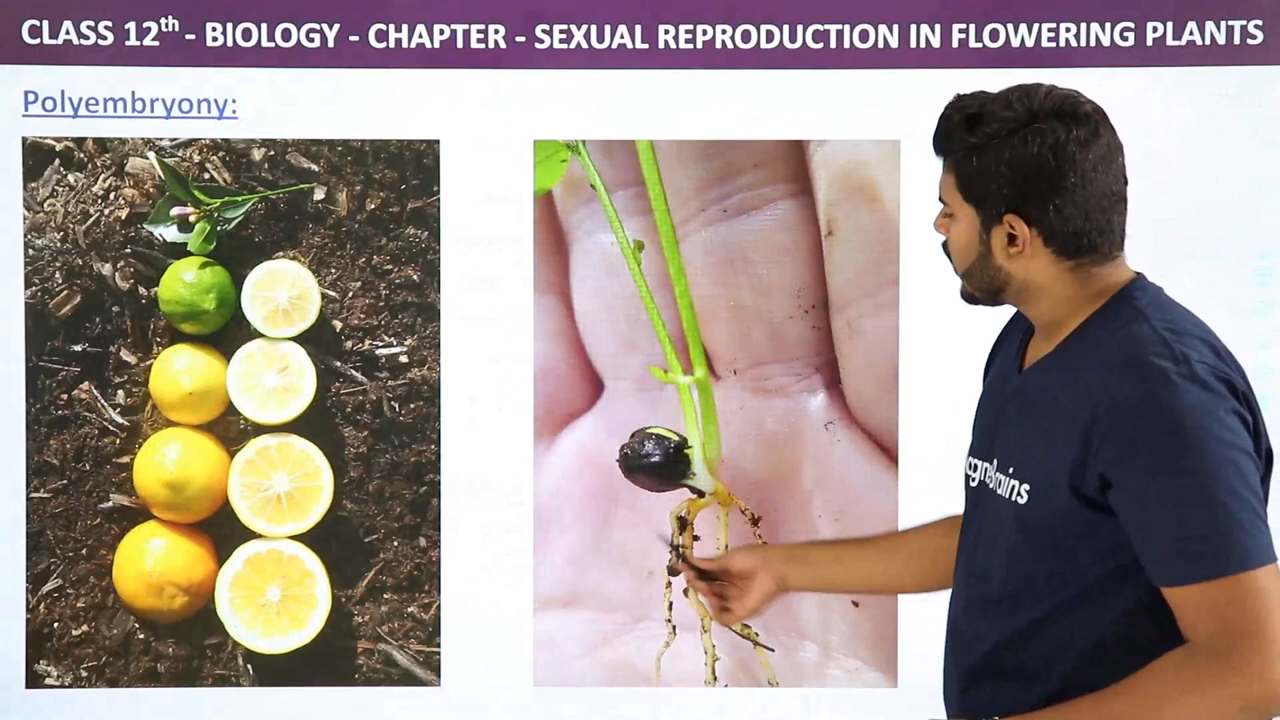 CLASS 12th - BIOLOGY - CHAPTER - SEXUAL REPRODUCTION IN FLOWERING PLANTS
Polyembryony: